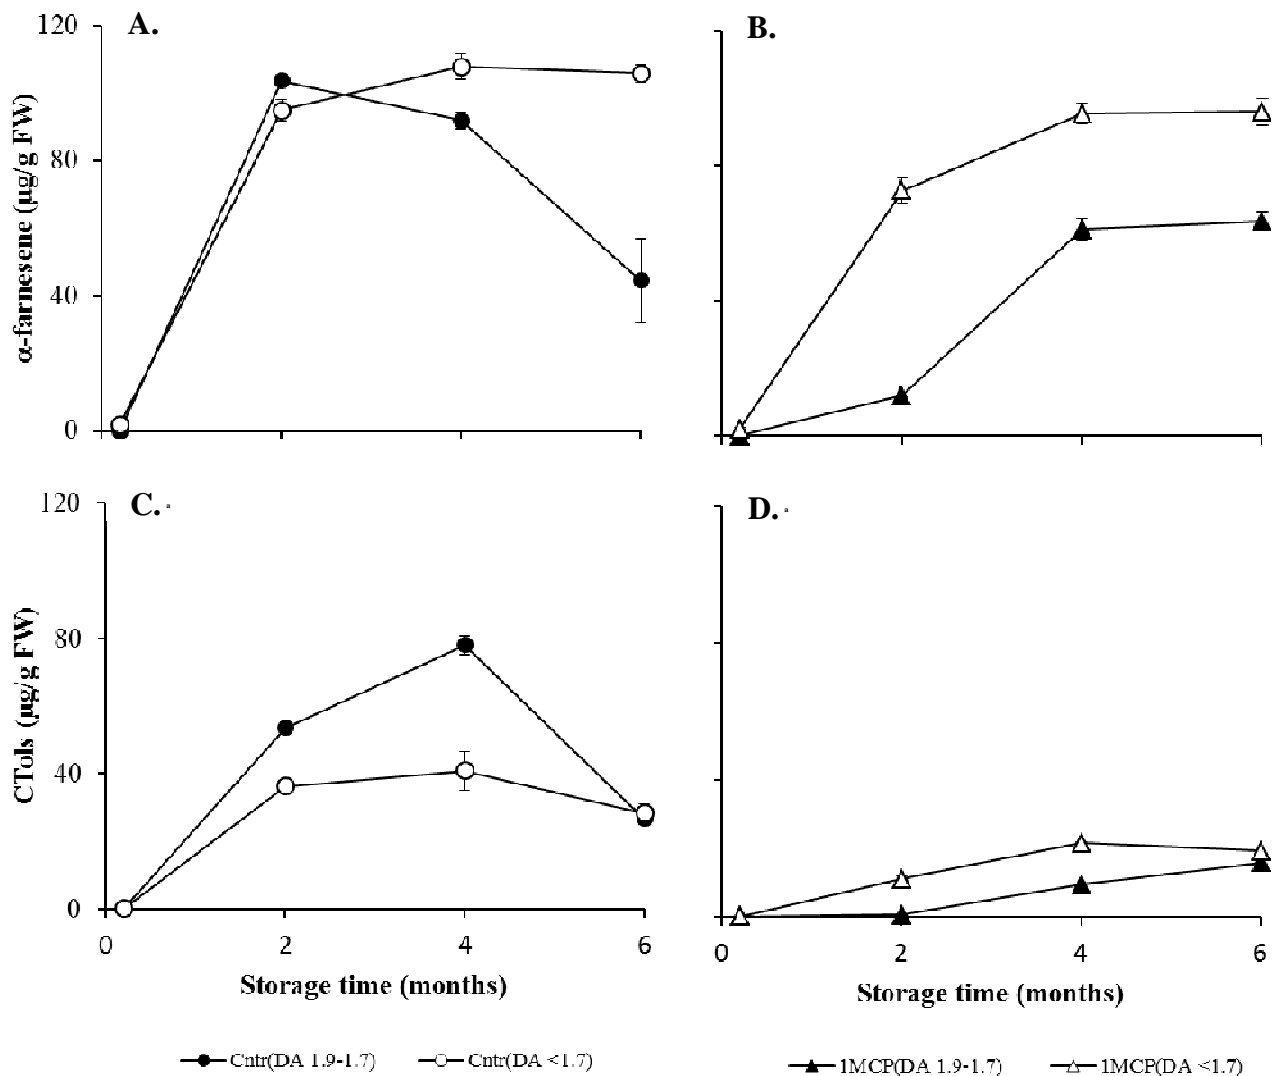 A.
120
80
40
0
α-farnesene (µg/g FW)
B.
C.
120
80
40
0
CTols (µg/g FW)
0 2 4 6
Storage time (months)
D.
0 2 4 6
Storage time (months)
Cntr(DA 1.9-1.7) Cntr(DA <1.7)
1MCP(DA 1.9-1.7) 1MCP(DA <1.7)